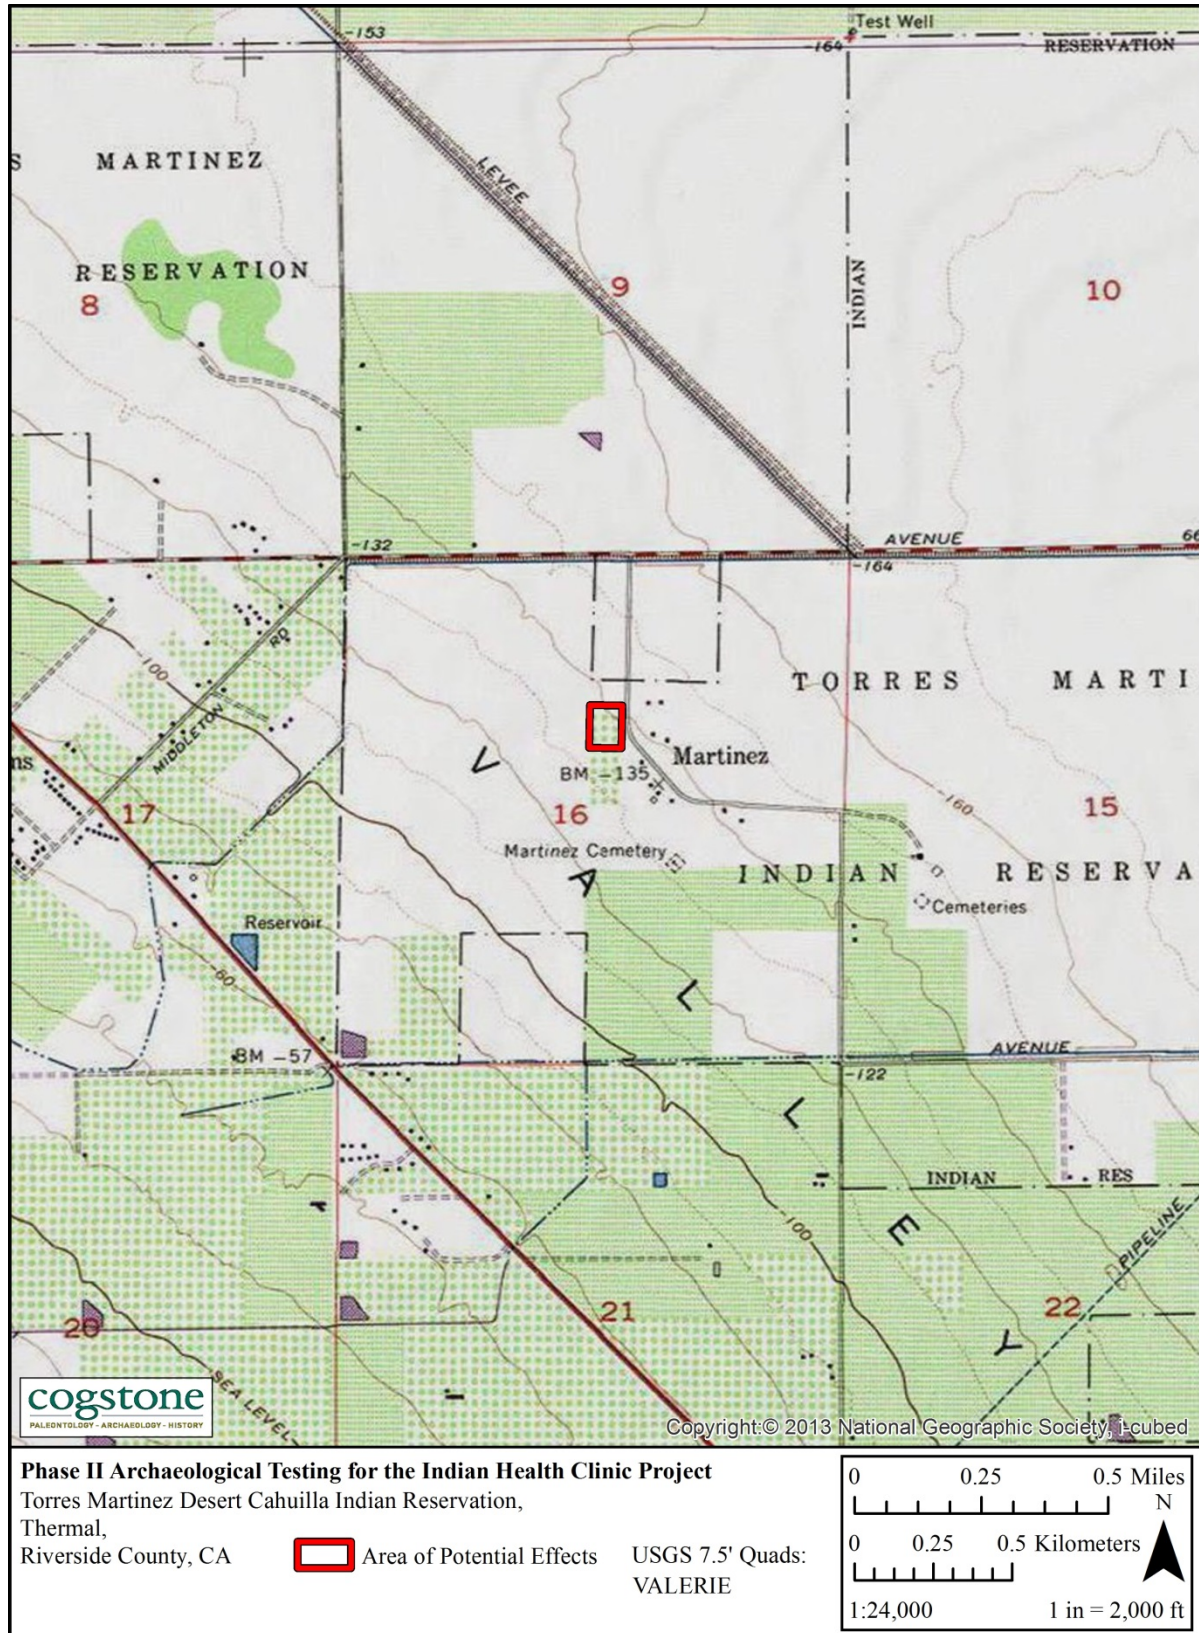 Test Well
-153
-164
RESERVATION
S MARTINEZ
LEVEE
RESERVATION
INDIAN
8
9
10
-132
AVENUE
66
-164
RD
-100
MIDDLETON
TORRES MARTI
ms
V
Martinez
BM -135
-160
17
16
15
Martinez Cemetery
A
INDIAN RESERVA
Cemeteries
Reservoir
-60
L
BM -57
AVENUE
-122
L
INDIAN RES
-100
E
PIPELINE
20
21
22
Y
SEA LEVEL
cogstone
PALEONTOLOGY - ARCHAEOLOGY - HISTORY
Copyright:© 2013 National Geographic Society, i-cubed
Phase II Archaeological Testing for the Indian Health Clinic Project
Torres Martinez Desert Cahuilla Indian Reservation,
Thermal,
Riverside County, CA
Area of Potential Effects
USGS 7.5' Quads:
VALERIE
0 0.25 0.5 Miles
N
0 0.25 0.5 Kilometers
1:24,000 1 in = 2,000 ft